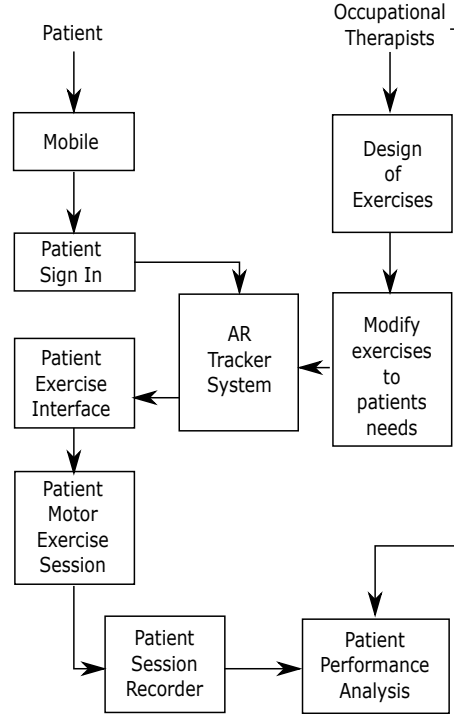 Patient
Occupational
Therapists
Mobile
Design
of
Exercises
Patient
Sign In
AR
Tracker
System
Modify
exercises
to
patients
needs
Patient
Exercise
Interface
Patient
Motor
Exercise
Session
Patient
Session
Recorder
Patient
Performance
Analysis